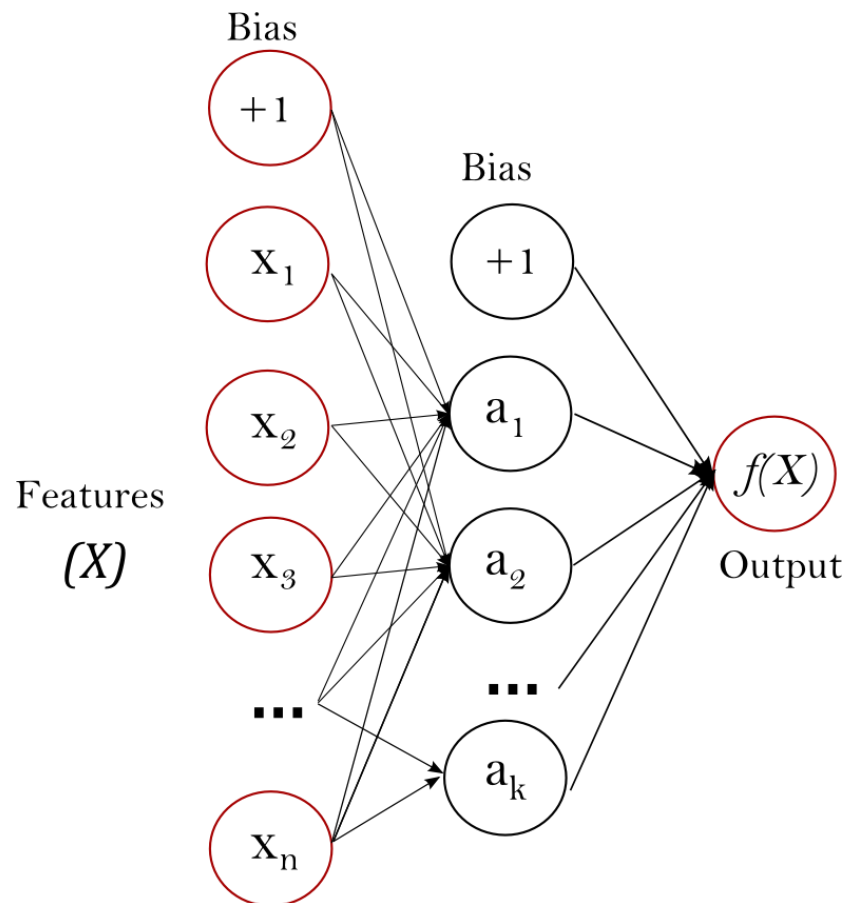 Bias
+1
Bias
x₁
+1
x₂
a₁
Features
(X)
f(X)
x₃
a₂
Output
...
...
aₖ
xₙ